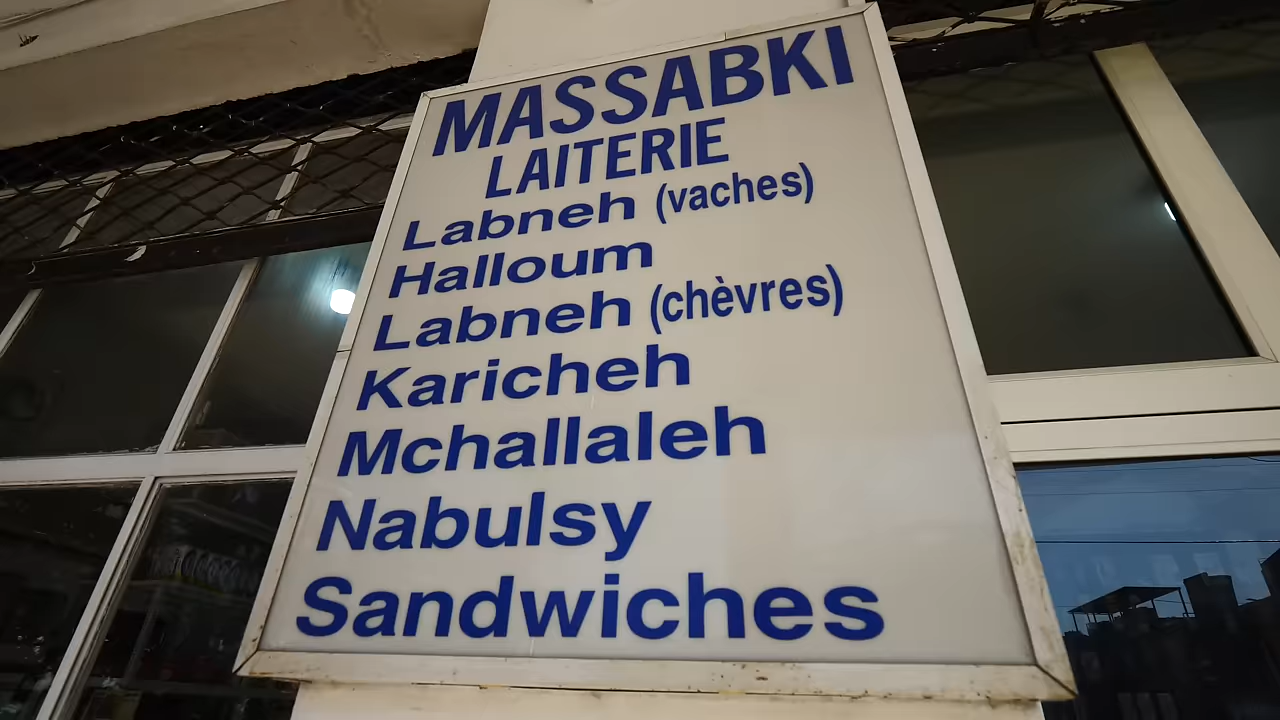 MASSABKI
LAITERIE
Labneh (vaches)
Halloum
Labneh (chèvres)
Karicheh
Mchallaleh
Nabulsy
Sandwiches